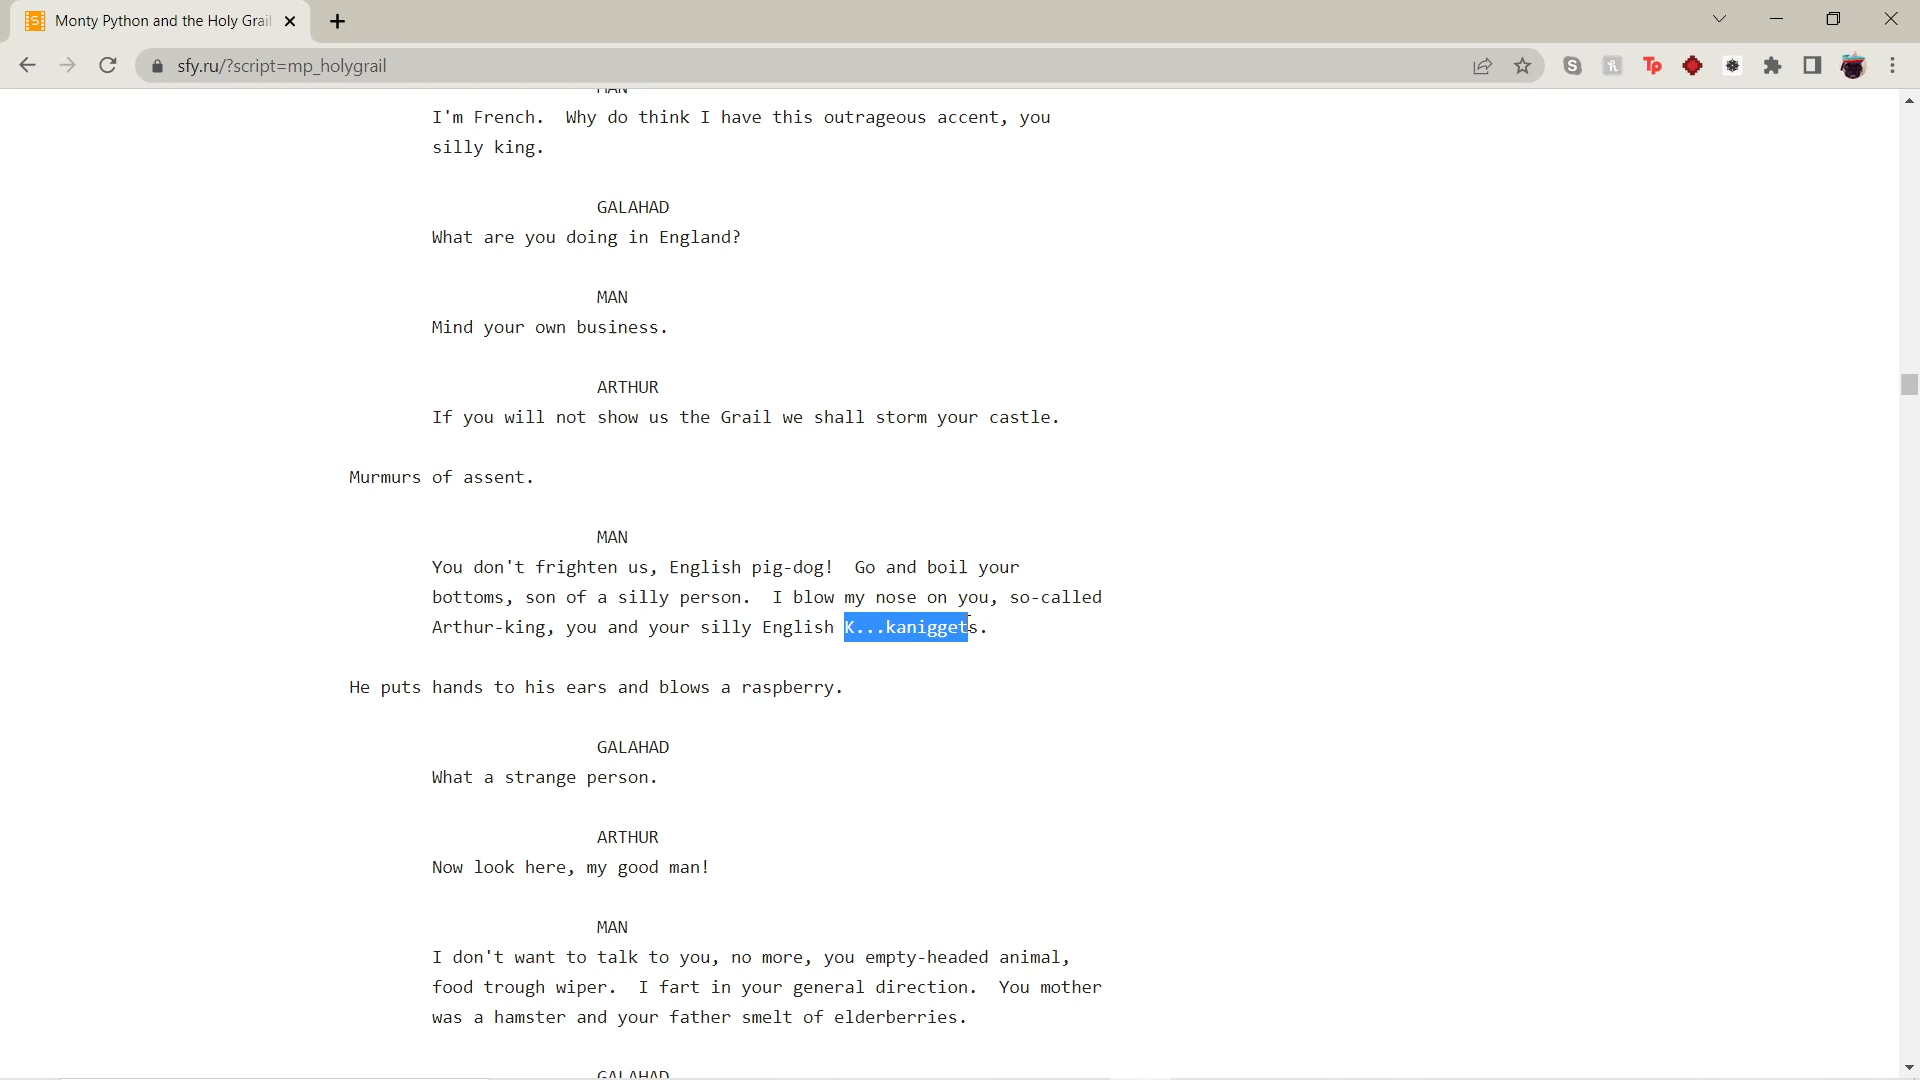 Monty Python and the Holy Grail
sfy.ru/?script=mp_holygrail
MAN
I'm French.  Why do think I have this outrageous accent, you
silly king.
GALAHAD
What are you doing in England?
MAN
Mind your own business.
ARTHUR
If you will not show us the Grail we shall storm your castle.
Murmurs of assent.
MAN
You don't frighten us, English pig-dog!  Go and boil your
bottoms, son of a silly person.  I blow my nose on you, so-called
Arthur-king, you and your silly English K...kaniggets.
He puts hands to his ears and blows a raspberry.
GALAHAD
What a strange person.
ARTHUR
Now look here, my good man!
MAN
I don't want to talk to you, no more, you empty-headed animal,
food trough wiper.  I fart in your general direction.  You mother
was a hamster and your father smelt of elderberries.
GALAHAD